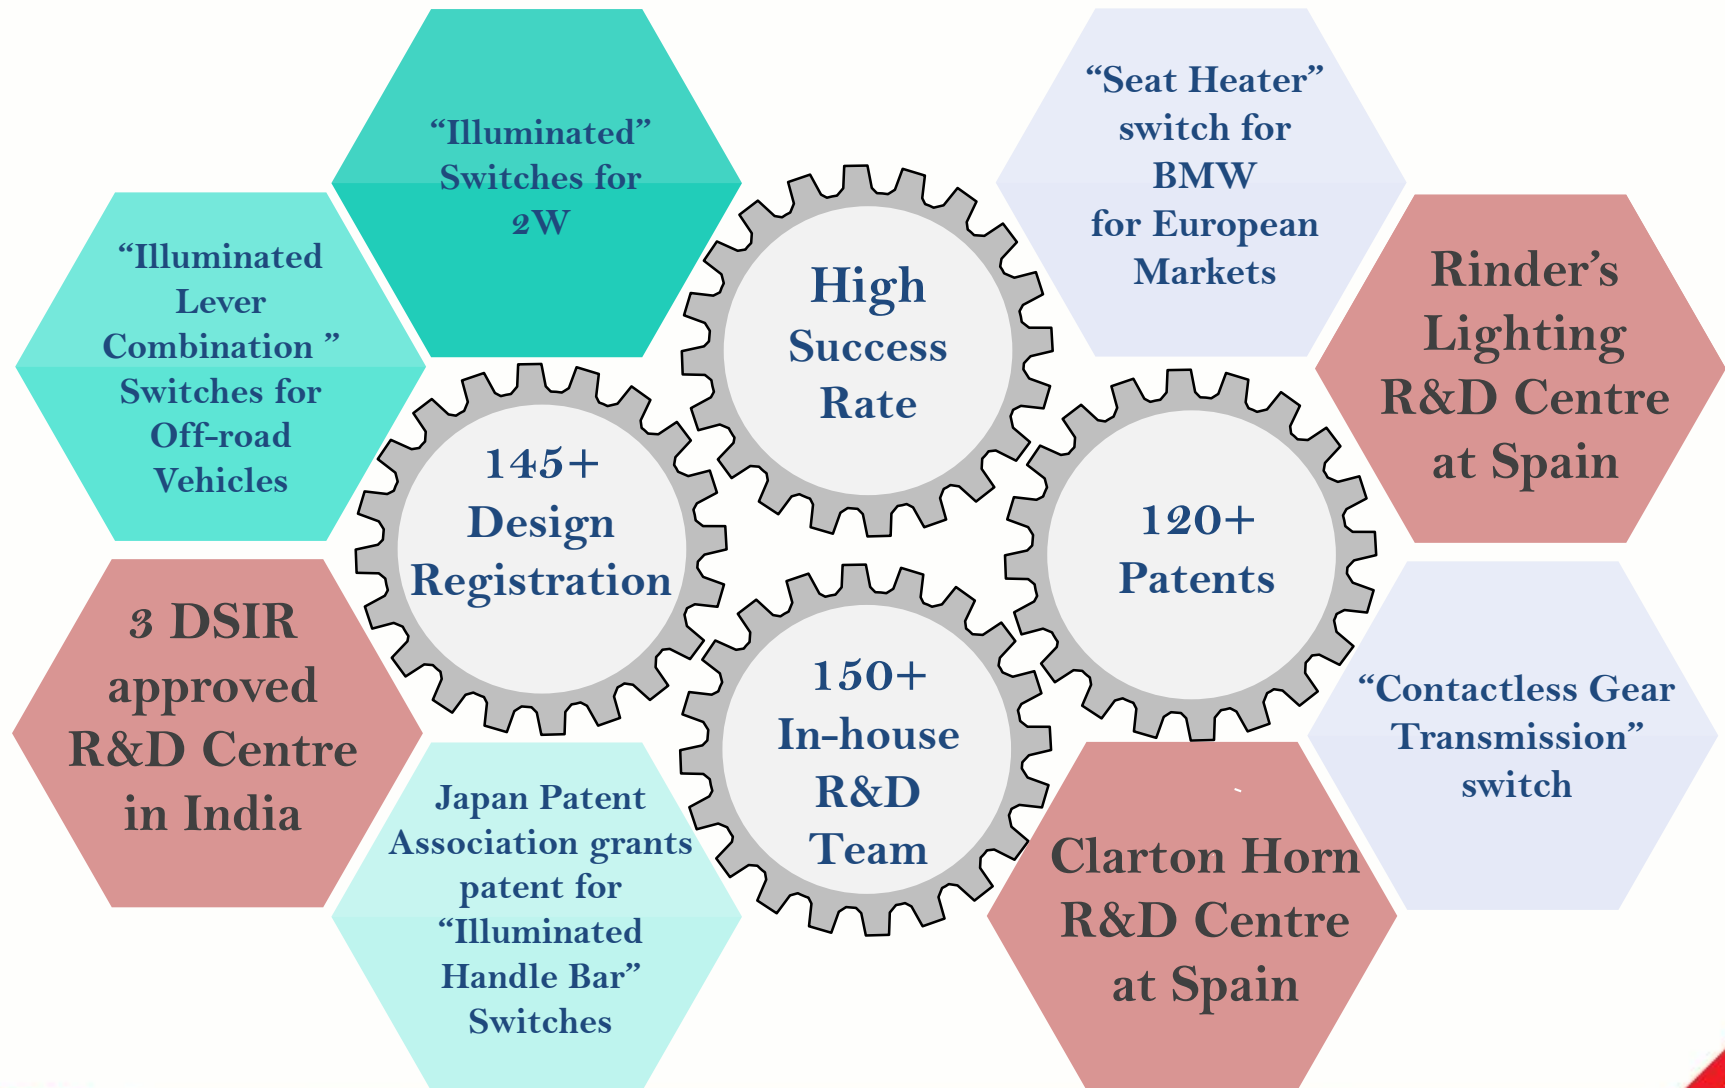 “Illuminated”
Switches for
2W
“Seat Heater”
switch for
BMW
for European
Markets
“Illuminated
Lever
Combination ”
Switches for
Off-road
Vehicles
High
Success
Rate
Rinder’s
Lighting
R&D Centre
at Spain
145+
Design
Registration
120+
Patents
3 DSIR
approved
R&D Centre
in India
150+
In-house
R&D
Team
“Contactless Gear
Transmission”
switch
Japan Patent
Association grants
patent for
“Illuminated
Handle Bar”
Switches
Clarton Horn
R&D Centre
at Spain